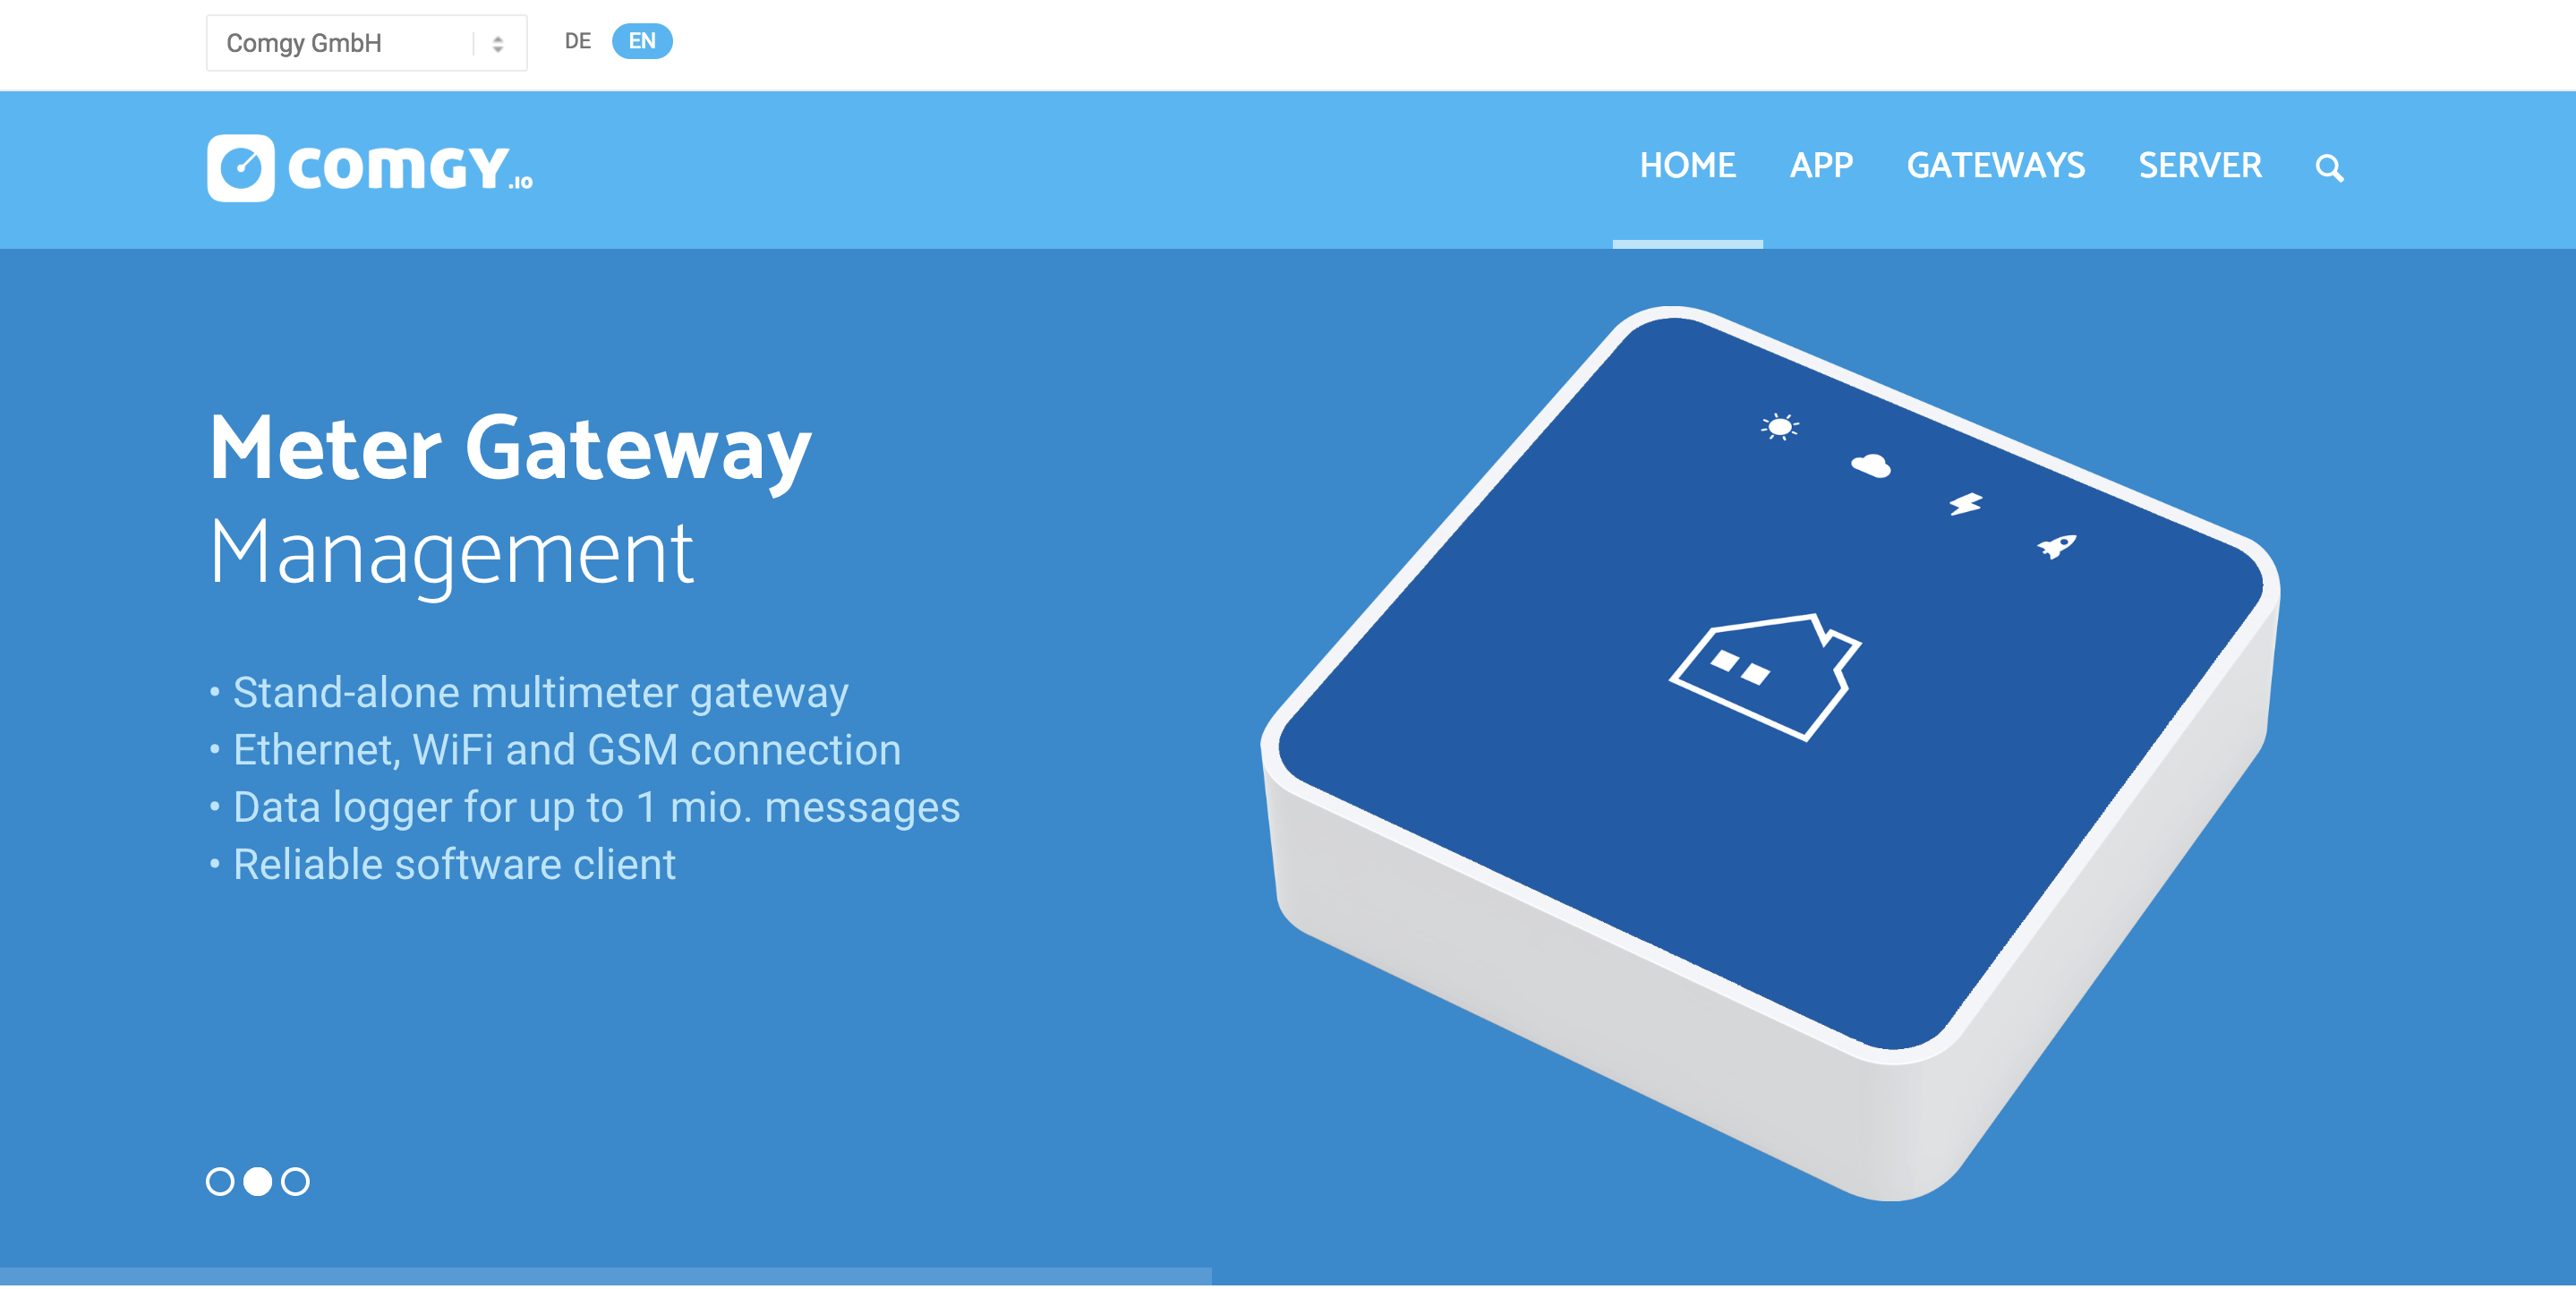 Comgy GmbH
DE EN
COMGY.IO
HOME APP GATEWAYS SERVER
Meter Gateway
Management
• Stand-alone multimeter gateway
• Ethernet, WiFi and GSM connection
• Data logger for up to 1 mio. messages
• Reliable software client